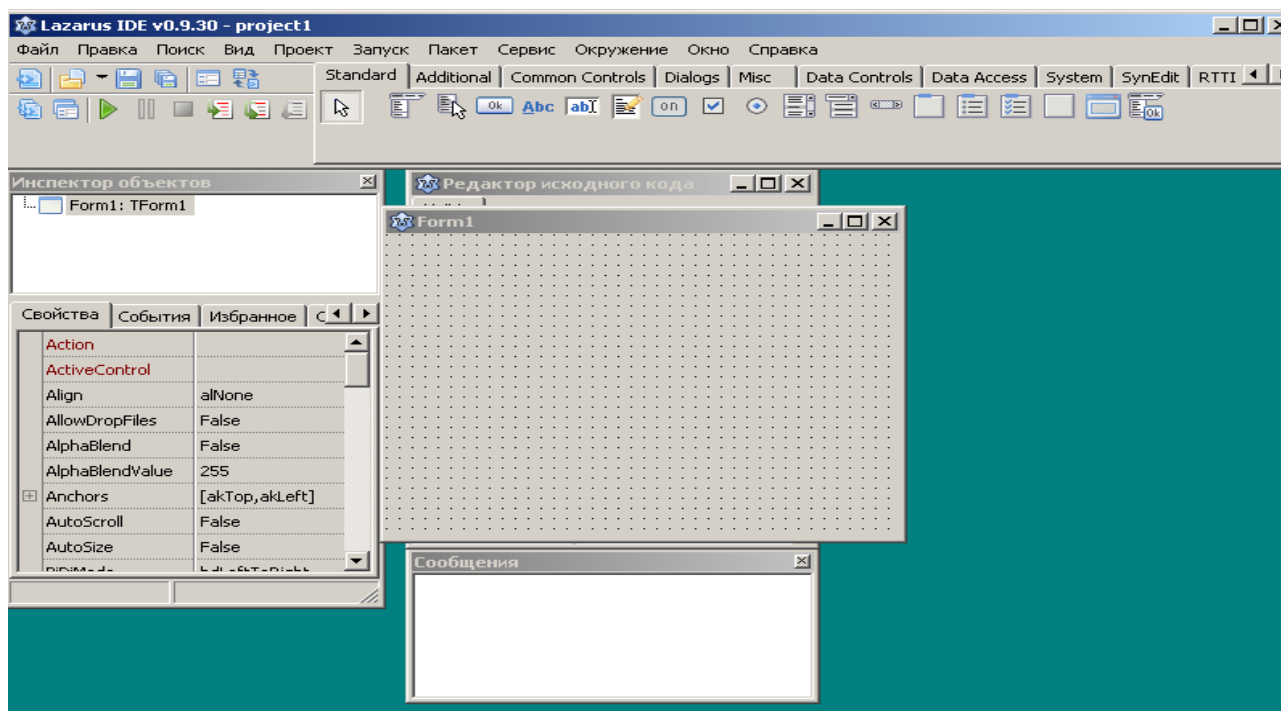 Lazarus IDE v0.9.30 - project1
Файл Правка Поиск Вид Проект Запуск Пакет Сервис Окружение Окно Справка
Standard Additional Common Controls Dialogs Misc Data Controls Data Access System SynEdit RTTI
Ok Abc abI on Ok
Инспектор объектов
Form1: TForm1
Свойства События Избранное
Action
ActiveControl
Align alNone
AllowDropFiles False
AlphaBlend False
AlphaBlendValue 255
Anchors [akTop,akLeft]
AutoScroll False
AutoSize False
Редактор исходного кода
Form1
Сообщения